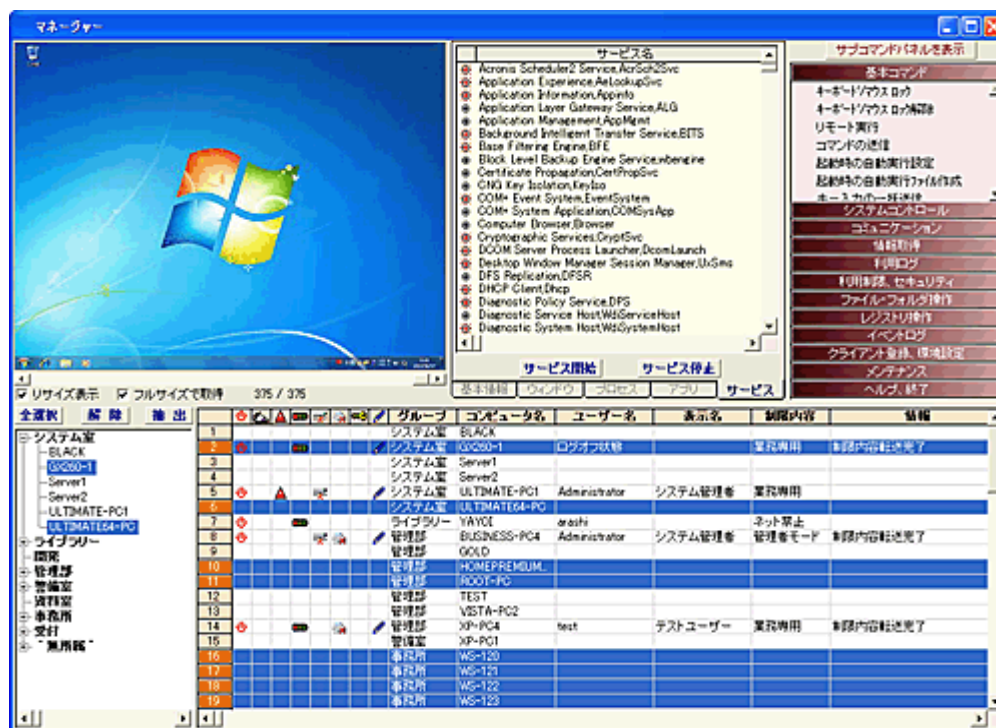 マネージャー
サービス名
Acronis Scheduler2 Service,AcrSch2Svc
Application Experience,AeLookupSvc
Application Information,Appinfo
Application Layer Gateway Service,ALG
Application Management,AppMgmt
Background Intelligent Transfer Service,BITS
Base Filtering Engine,BFE
Block Level Backup Engine Service,wbengine
Certificate Propagation,CertPropSvc
CNG Key Isolation,KeyIso
COM+ Event System,EventSystem
COM+ System Application,COMSysApp
Computer Browser,Browser
Cryptographic Services,CryptSvc
DCOM Server Process Launcher,DcomLaunch
Desktop Window Manager Session Manager,UxSms
DFS Replication,DFSR
DHCP Client,Dhcp
Diagnostic Policy Service,DPS
Diagnostic Service Host,WdiServiceHost
Diagnostic System Host,WdiSystemHost
サービス開始 サービス停止
基本情報 ウィンドウ プロセス アプリ サービス
サブコマンドパネルを表示
基本コマンド
キーボード/マウス ロック
キーボード/マウス ロック解除
リモート実行
コマンドの送信
起動時の自動実行設定
起動時の自動実行ファイル作成
システムコントロール
コミュニケーション
情報取得
利用ログ
利用制限、セキュリティ
ファイル・フォルダ操作
レジストリ操作
イベントログ
クライアント登録、環境設定
メンテナンス
ヘルプ、終了
リサイズ表示 フルサイズで取得 375 / 375
全選択 解 除 抽 出
システム室
BLACK
GX260-1
Server1
Server2
ULTIMATE-PC1
ULTIMATE64-PC
ライブラリー
開発
管理部
警備室
資料室
事務所
受付
グループ コンピュータ名 ユーザー名 表示名 制限内容 情報
1 システム室 BLACK
2 システム室 GX260-1 ログオフ状態 業務専用 制限内容転送完了
3 システム室 Server1
4 システム室 Server2
5 システム室 ULTIMATE-PC1 Administrator システム管理者 業務専用
6 システム室 ULTIMATE64-PC
7 ライブラリー YAYOI arashi ネット禁止
8 管理部 BUSINESS-PC4 Administrator システム管理者 管理者モード 制限内容転送完了
9 管理部 GOLD
10 管理部 HOMEPREMIUM..
11 管理部 ROOT-PC
12 管理部 TEST
13 管理部 VISTA-PC2
14 管理部 XP-PC4 test テストユーザー 業務専用 制限内容転送完了
15 警備室 XP-PC1
16 事務所 WS-120
17 事務所 WS-121
18 事務所 WS-122
19 事務所 WS-123